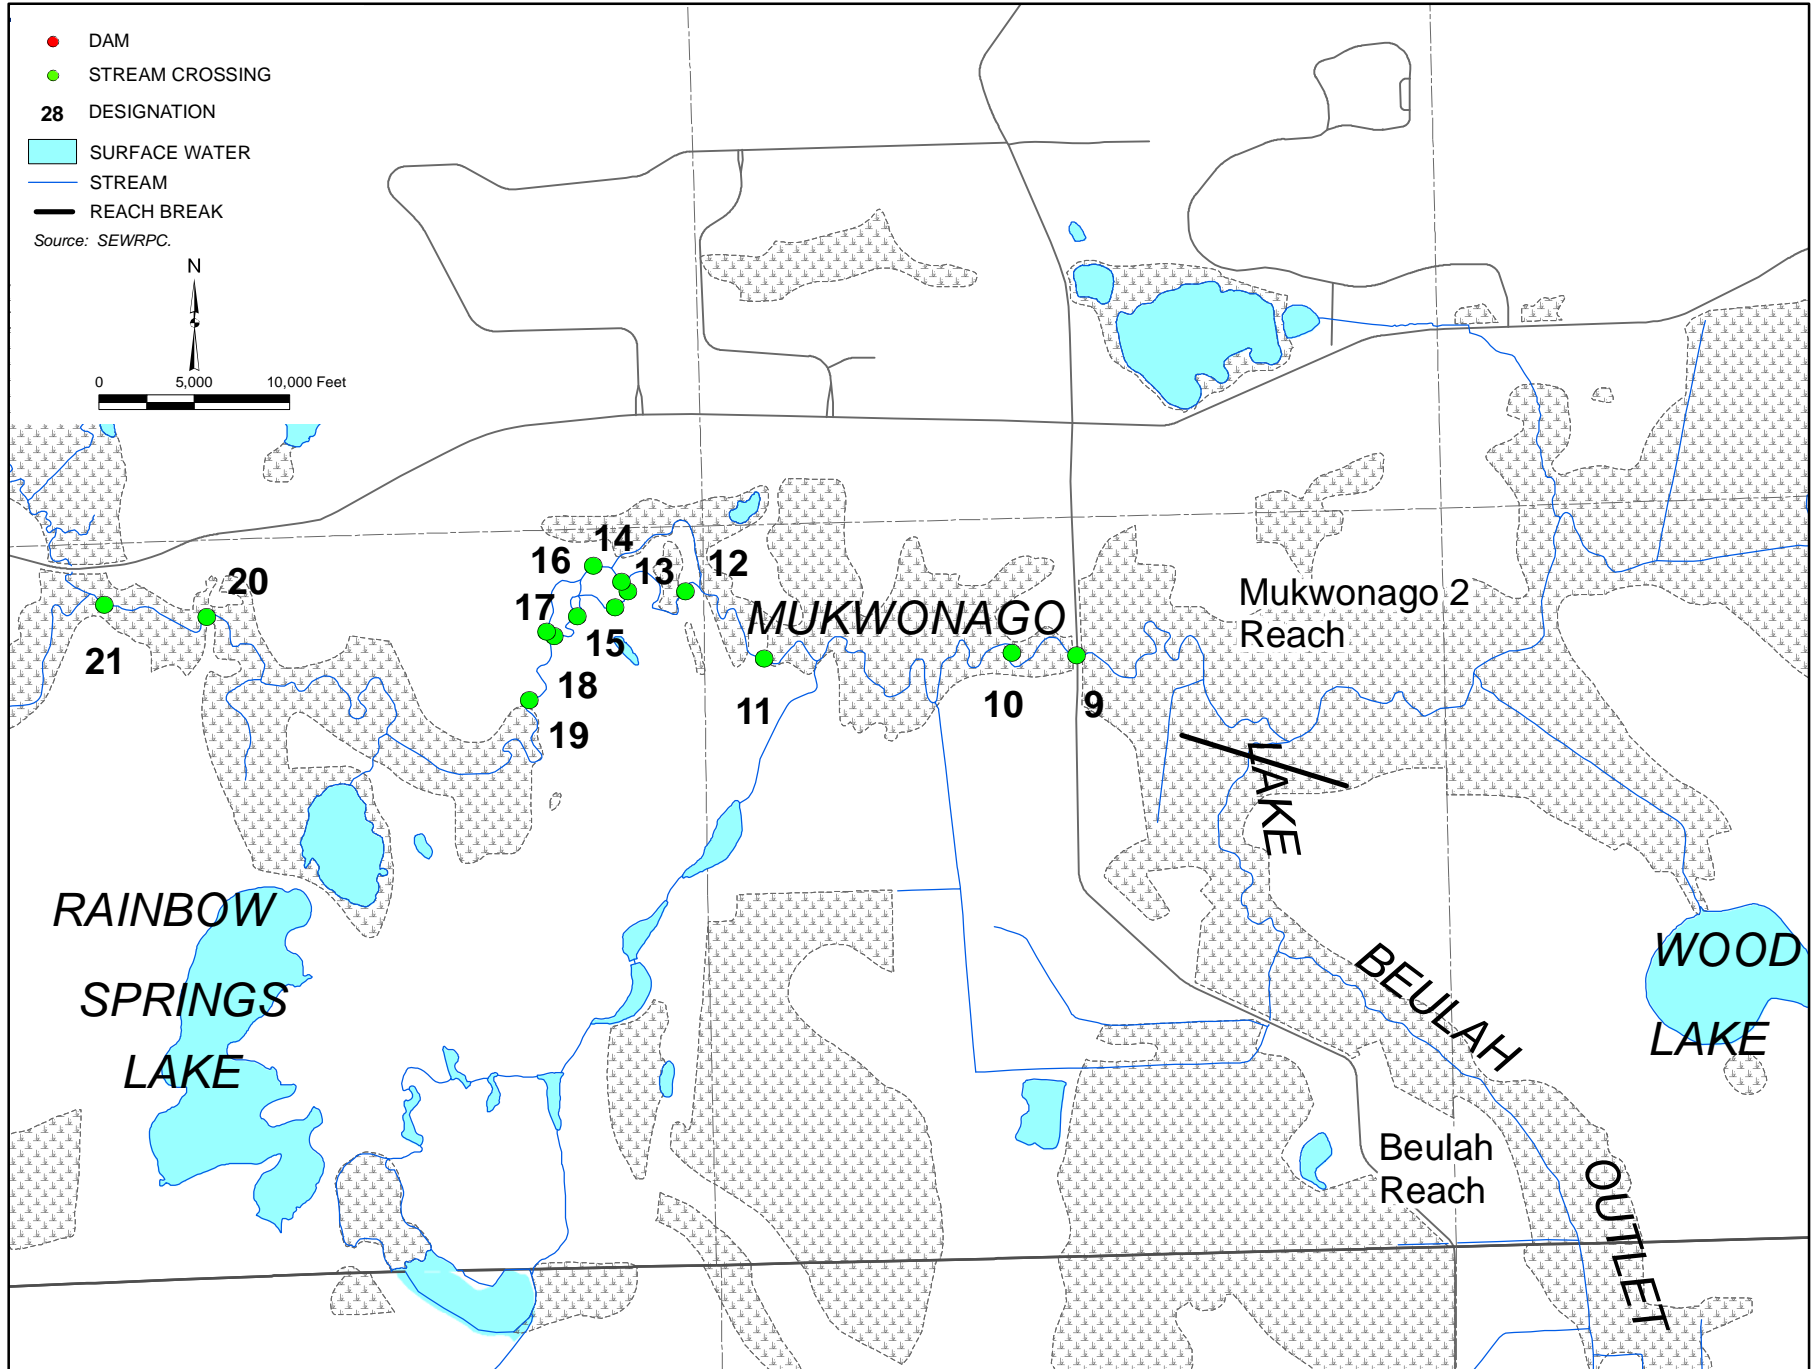 DAM
STREAM CROSSING
28 DESIGNATION
SURFACE WATER
STREAM
REACH BREAK
Source: SEWRPC.
N
0 5,000 10,000 Feet
14
16
12
13
20
17
15
MUKWONAGO
Mukwonago 2
Reach
21
18
11
10
9
19
LAKE
RAINBOW
SPRINGS
LAKE
BEULAH
WOOD
LAKE
Beulah
Reach
OUTLET